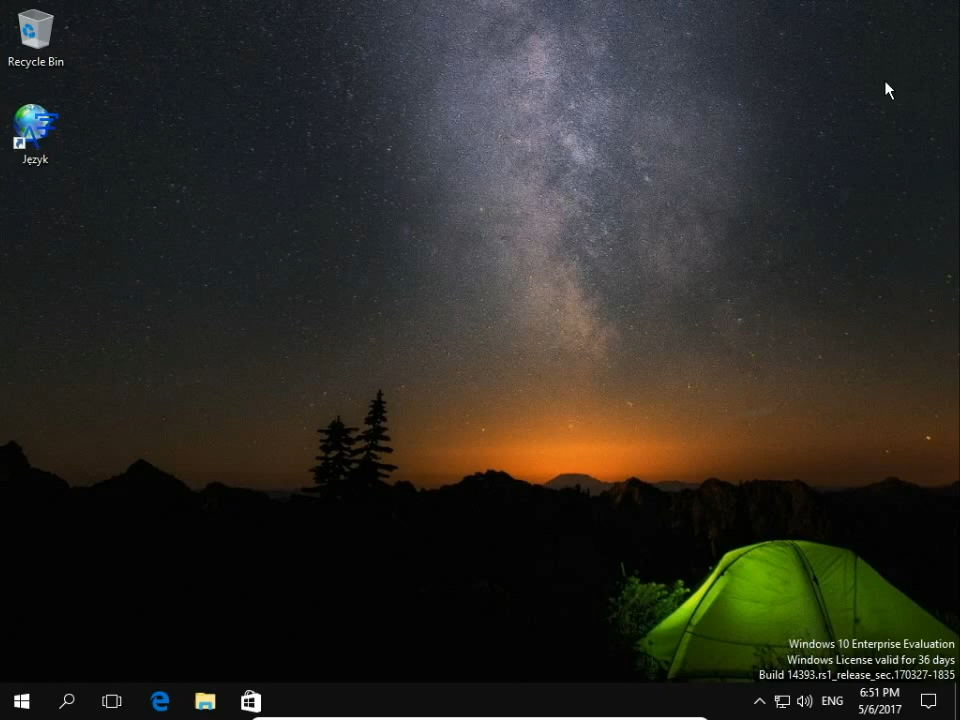 Recycle Bin
Język
Windows 10 Enterprise Evaluation
Windows License valid for 36 days
Build 14393.rs1_release_sec.170327-1835
ENG
6:51 PM
5/6/2017